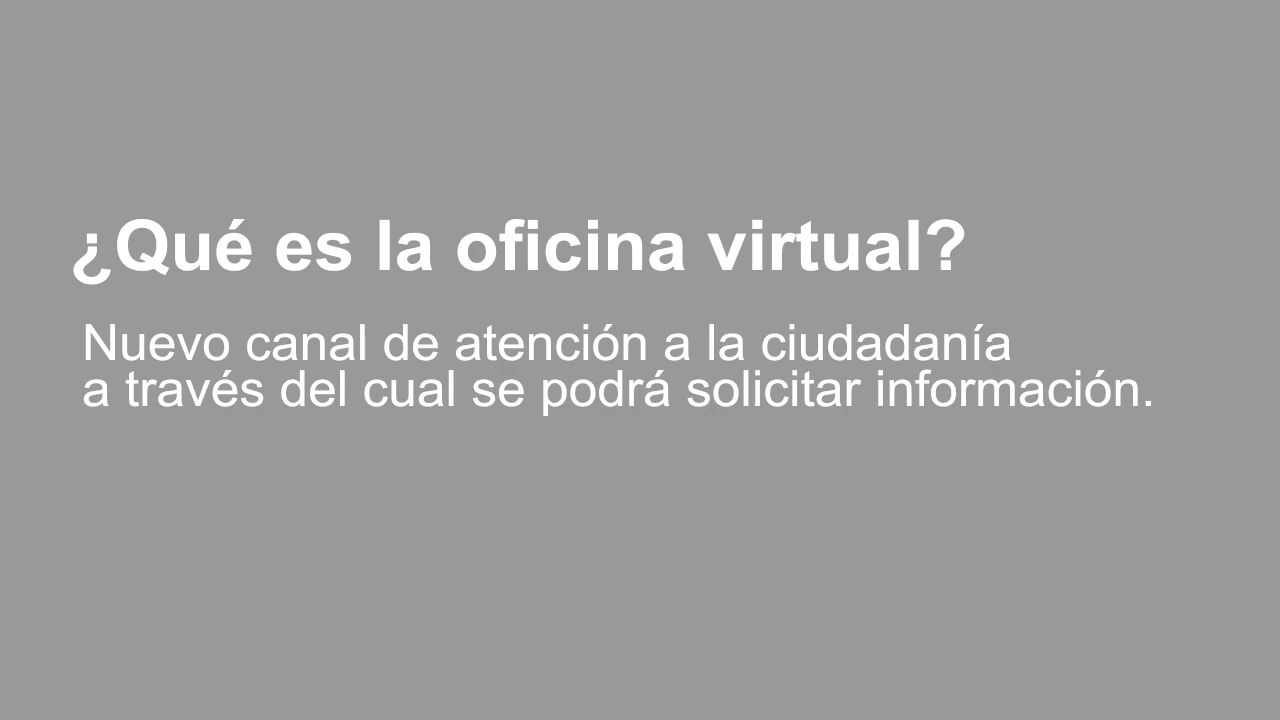 ¿Qué es la oficina virtual?
Nuevo canal de atención a la ciudadanía
a través del cual se podrá solicitar información.